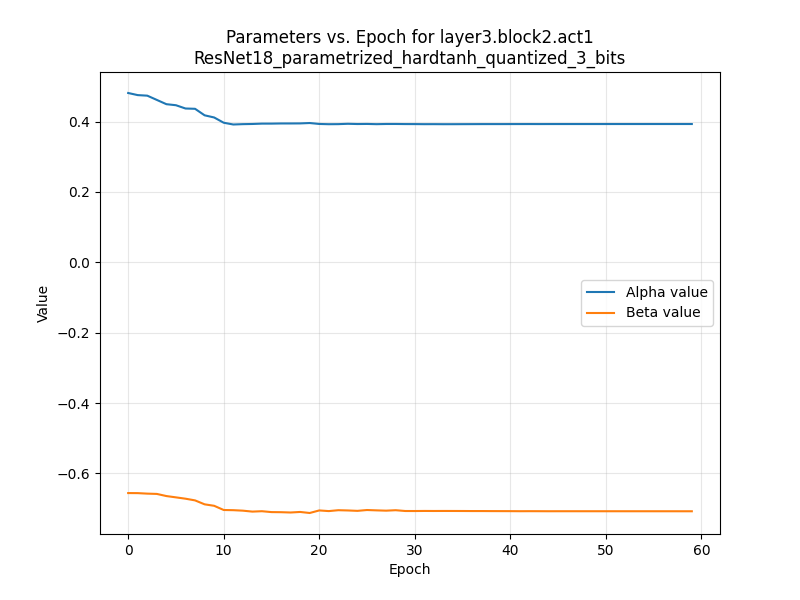 Parameters vs. Epoch for layer3.block2.act1
ResNet18_parametrized_hardtanh_quantized_3_bits
0.4
0.2
0.0
−0.2
−0.4
−0.6
Value
Alpha value
Beta value
0 10 20 30 40 50 60
Epoch